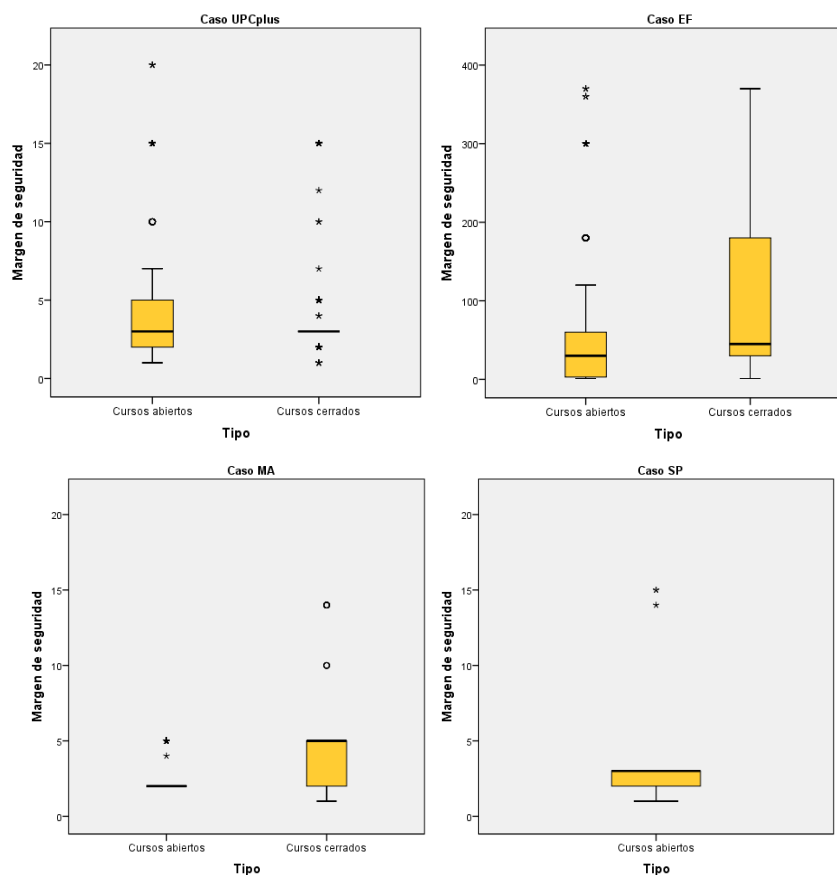 Caso UPCplus
20
15
10
5
0
Margen de seguridad
Cursos abiertos
Cursos cerrados
Tipo
Caso EF
400
300
200
100
0
Margen de seguridad
Cursos abiertos
Cursos cerrados
Tipo
Caso MA
20
15
10
5
0
Margen de seguridad
Cursos abiertos
Cursos cerrados
Tipo
Caso SP
20
15
10
5
0
Margen de seguridad
Cursos abiertos
Tipo